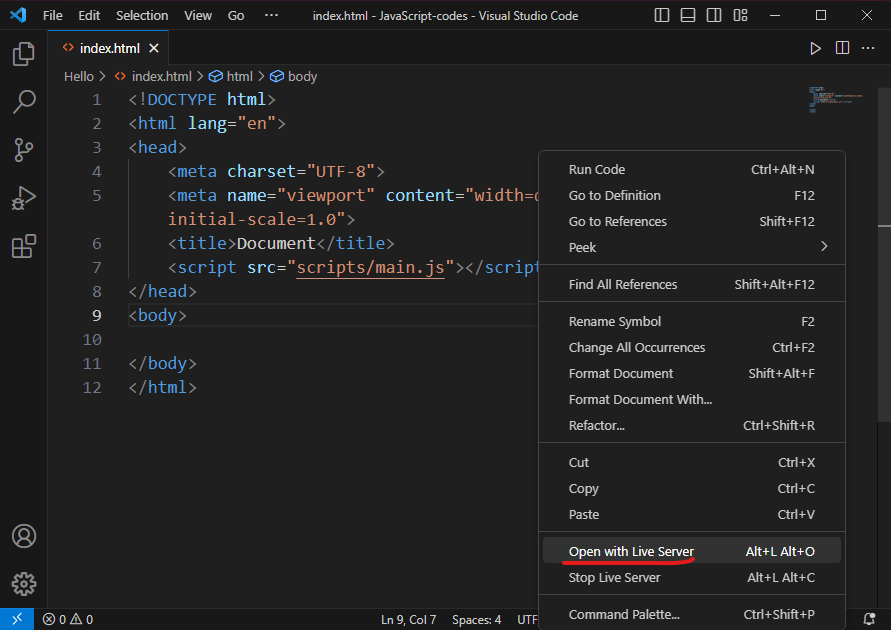 File Edit Selection View Go ··· index.html - JavaScript-codes - Visual Studio Code
index.html
Hello > index.html > html > body
1 <!DOCTYPE html>
2 <html lang="en">
3 <head>
4 <meta charset="UTF-8">
5 <meta name="viewport" content="width=
initial-scale=1.0">
6 <title>Document</title>
7 <script src="scripts/main.js"></script
8 </head>
9 <body>
10
11 </body>
12 </html>
Run Code Ctrl+Alt+N
Go to Definition F12
Go to References Shift+F12
Peek >
Find All References Shift+Alt+F12
Rename Symbol F2
Change All Occurrences Ctrl+F2
Format Document Shift+Alt+F
Format Document With...
Refactor... Ctrl+Shift+R
Cut Ctrl+X
Copy Ctrl+C
Paste Ctrl+V
Open with Live Server Alt+L Alt+O
Stop Live Server Alt+L Alt+C
Command Palette... Ctrl+Shift+P
0 0 Ln 9, Col 7 Spaces: 4 UTF